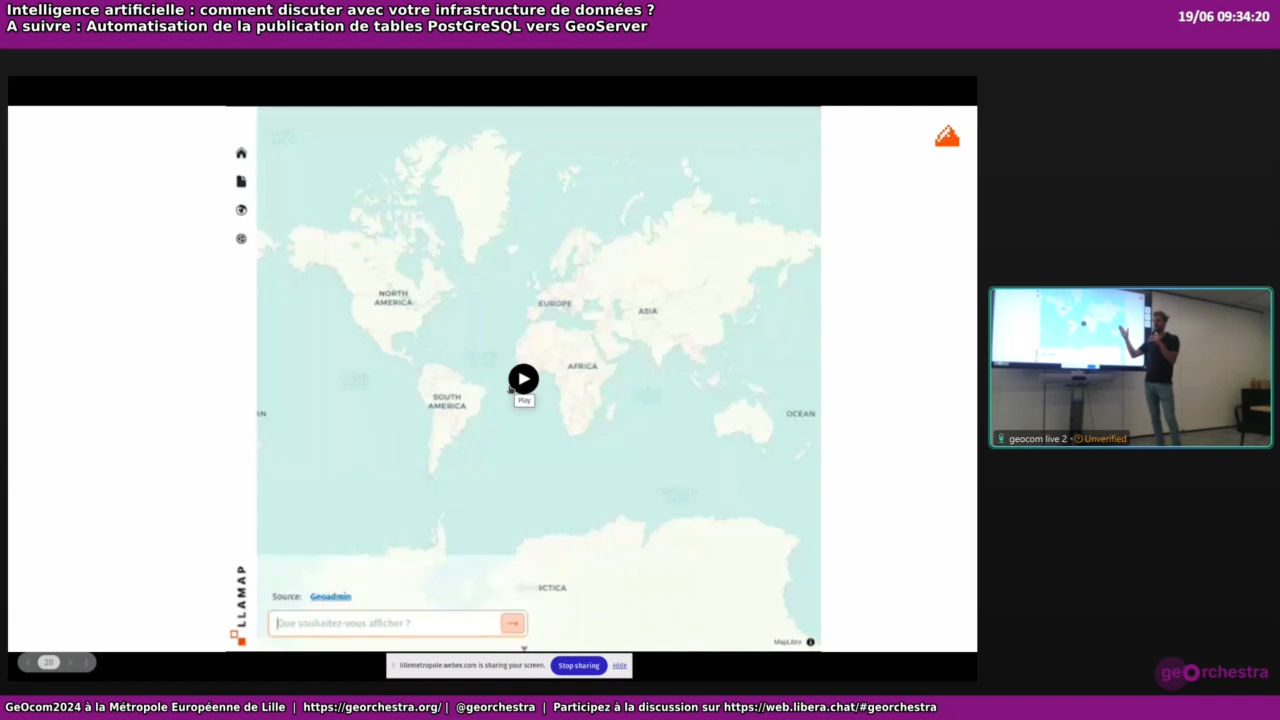 Intelligence artificielle : comment discuter avec votre infrastructure de données ?
A suivre : Automatisation de la publication de tables PostGreSQL vers GeoServer
19/06 09:34:20
NORTH
AMERICA
EUROPE
ASIA
AFRICA
SOUTH
AMERICA
OCEAN
Play
RCTICA
LLAMAP
Source: Geoadmin
Que souhaitez-vous afficher ?
MapLibre
20
lillemetropole.webex.com is sharing your screen.
Stop sharing
Hide
geocom live 2 - Unverified
geOrchestra
GeOcom2024 à la Métropole Européenne de Lille | https://georchestra.org/ | @georchestra | Participez à la discussion sur https://web.libera.chat/#georchestra